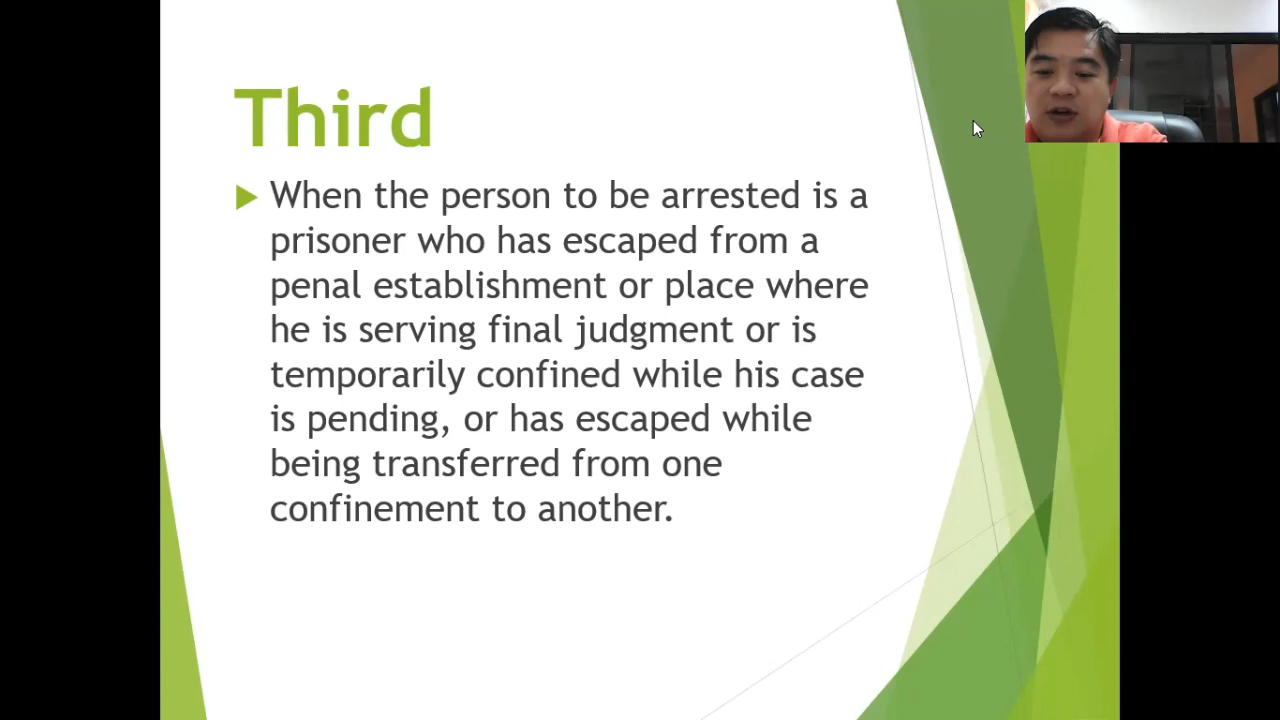 Third
When the person to be arrested is a
prisoner who has escaped from a
penal establishment or place where
he is serving final judgment or is
temporarily confined while his case
is pending, or has escaped while
being transferred from one
confinement to another.